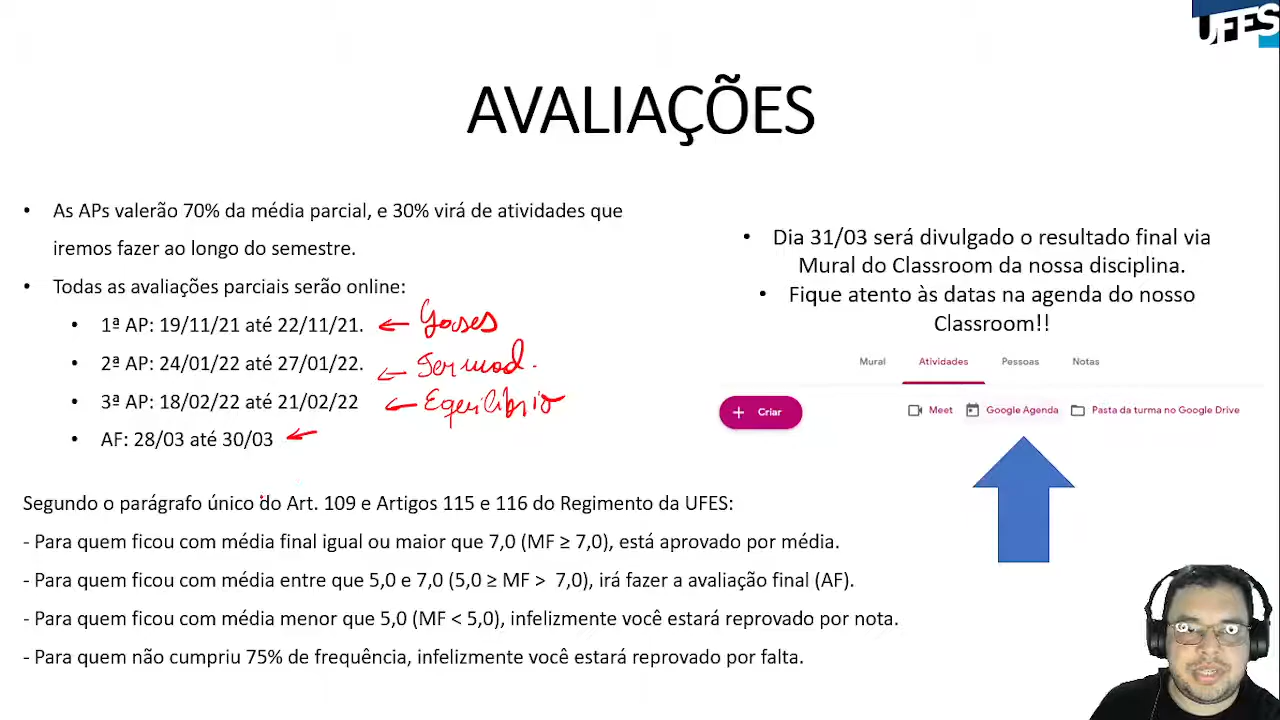 UFES
AVALIAÇÕES
• As APs valerão 70% da média parcial, e 30% virá de atividades que
iremos fazer ao longo do semestre.
• Todas as avaliações parciais serão online:
• 1ª AP: 19/11/21 até 22/11/21. ← Gases
• 2ª AP: 24/01/22 até 27/01/22. ← Termod.
• 3ª AP: 18/02/22 até 21/02/22 ← Equilíbrio
• AF: 28/03 até 30/03 ←
• Dia 31/03 será divulgado o resultado final via
Mural do Classroom da nossa disciplina.
• Fique atento às datas na agenda do nosso
Classroom!!
Mural Atividades Pessoas Notas
+ Criar Meet Google Agenda Pasta da turma no Google Drive
Segundo o parágrafo único do Art. 109 e Artigos 115 e 116 do Regimento da UFES:
- Para quem ficou com média final igual ou maior que 7,0 (MF ≥ 7,0), está aprovado por média.
- Para quem ficou com média entre que 5,0 e 7,0 (5,0 ≥ MF > 7,0), irá fazer a avaliação final (AF).
- Para quem ficou com média menor que 5,0 (MF < 5,0), infelizmente você estará reprovado por nota.
- Para quem não cumpriu 75% de frequência, infelizmente você estará reprovado por falta.